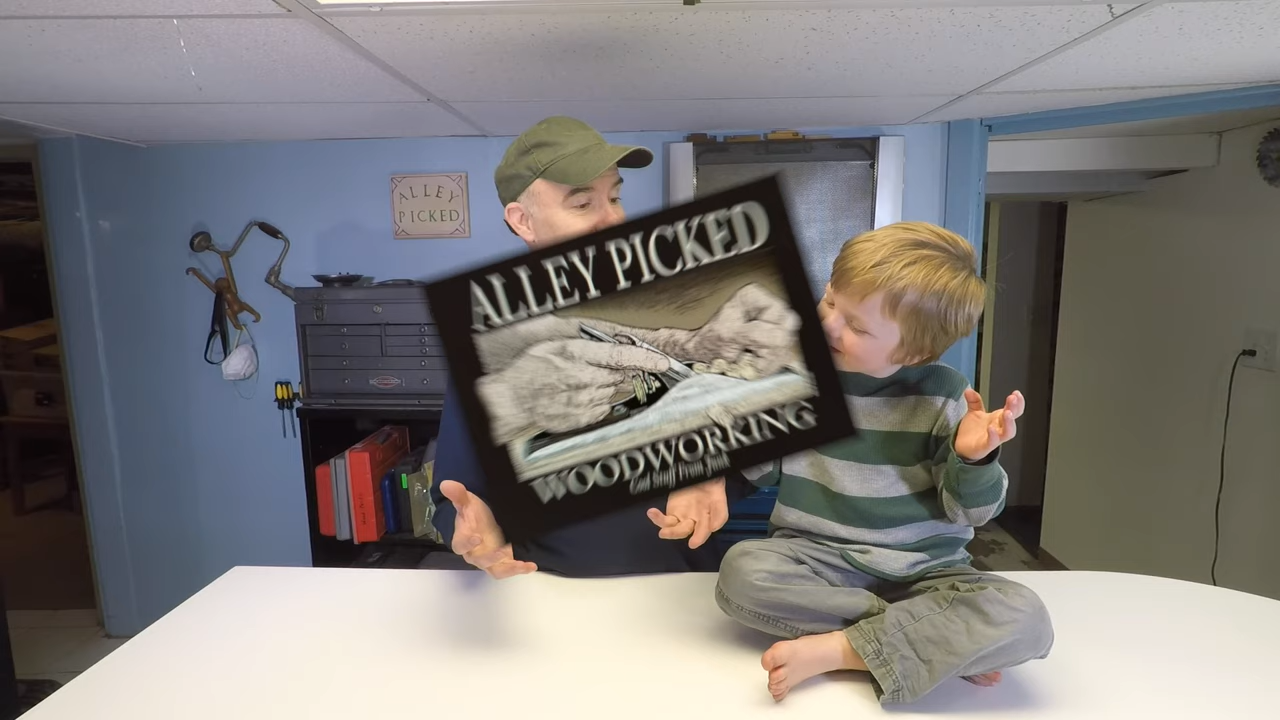 ALLEY
PICKED
ALLEY PICKED
WOODWORKING
Cool Stuff From Junk